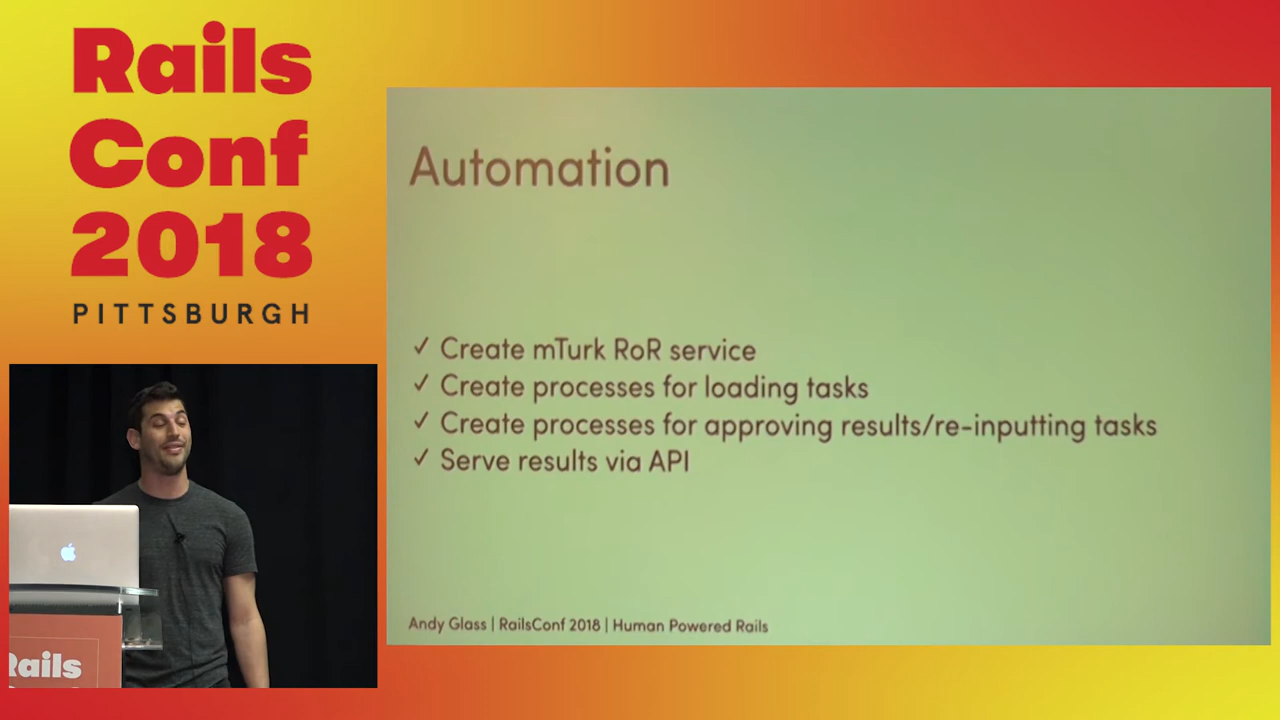 Rails
Conf
2018
PITTSBURGH
Automation
✓ Create mTurk RoR service
✓ Create processes for loading tasks
✓ Create processes for approving results/re-inputting tasks
✓ Serve results via API
Andy Glass | RailsConf 2018 | Human Powered Rails
Rails